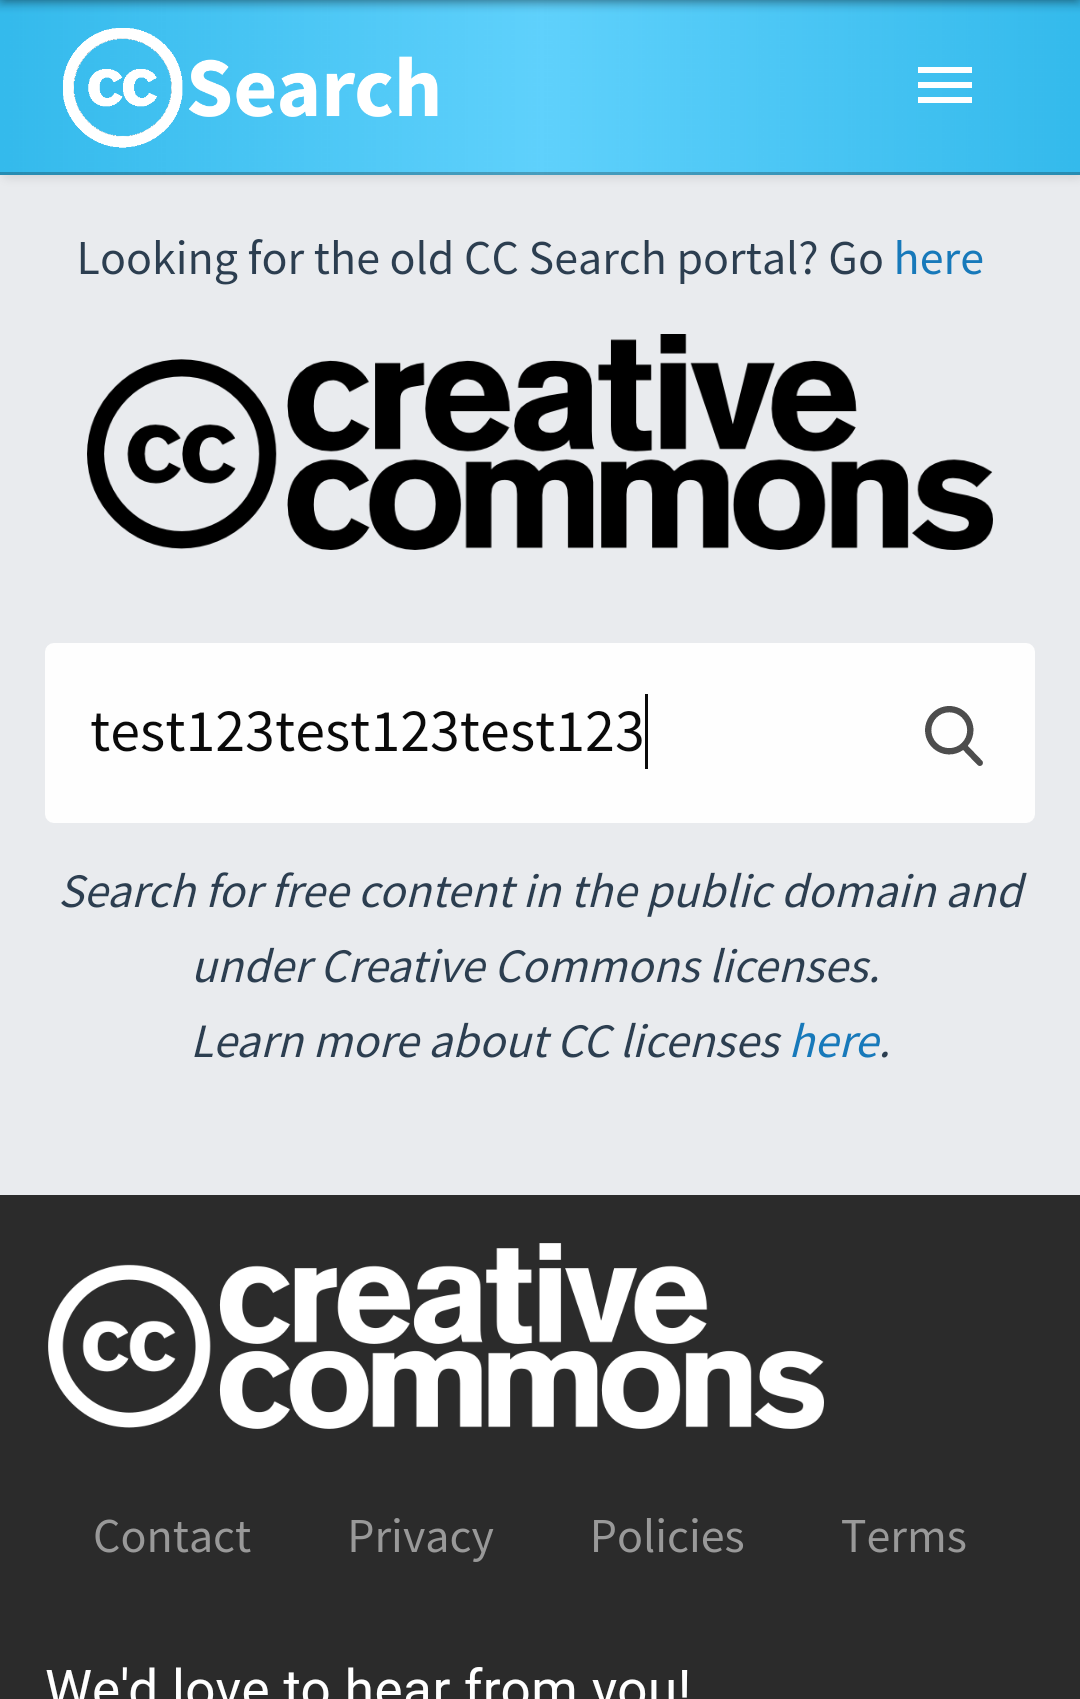 cc Search
Looking for the old CC Search portal? Go here
cc creative
commons
test123test123test123
Search for free content in the public domain and
under Creative Commons licenses.
Learn more about CC licenses here.
cc creative
commons
Contact Privacy Policies Terms
We'd love to hear from you!